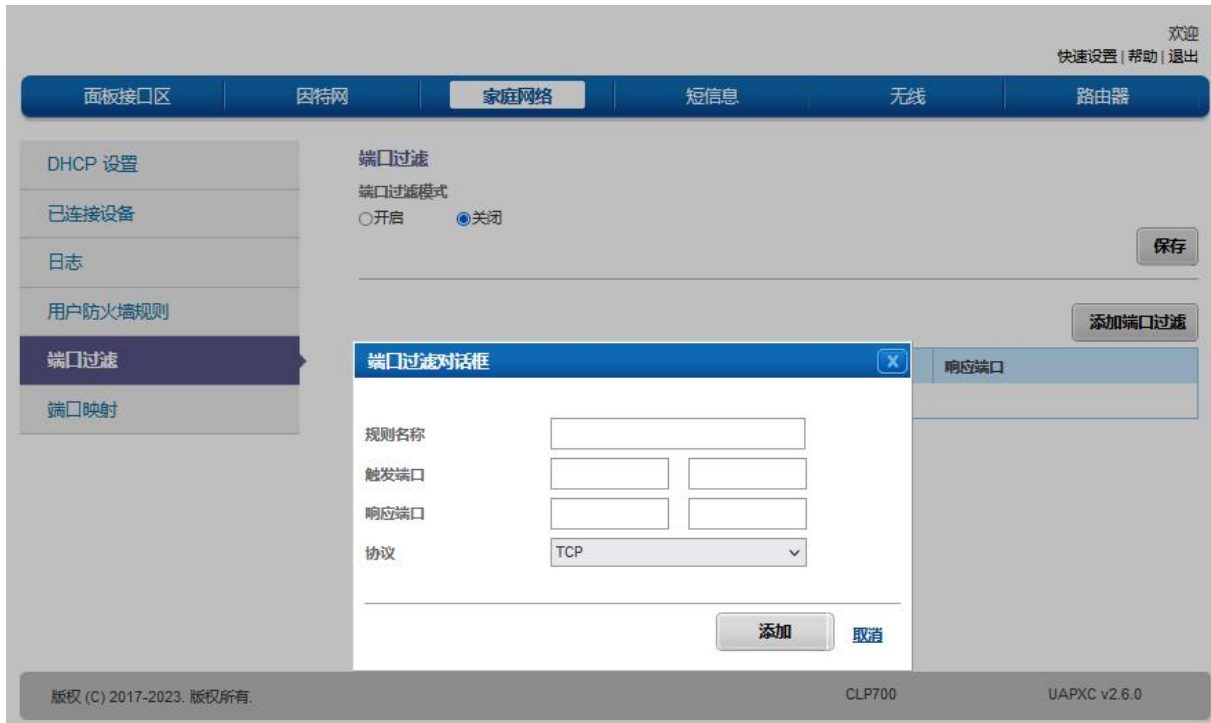 欢迎
快速设置 | 帮助 | 退出
面板接口区 因特网 家庭网络 短信息 无线 路由器
DHCP 设置
已连接设备
日志
用户防火墙规则
端口过滤
端口映射
端口过滤
端口过滤模式
开启 关闭
保存
添加端口过滤
响应端口
端口过滤对话框 X
规则名称
触发端口
响应端口
协议 TCP
添加 取消
版权 (C) 2017-2023. 版权所有. CLP700 UAPXC v2.6.0